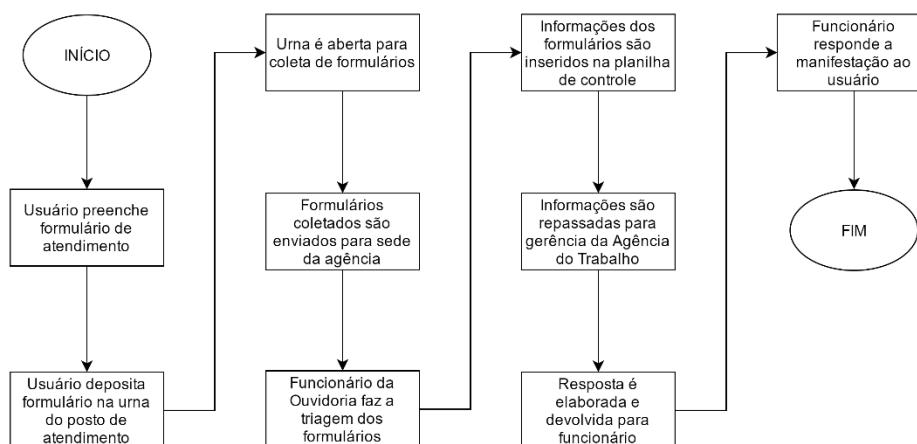 INÍCIO
Usuário preenche
formulário de
atendimento
Usuário deposita
formulário na urna
do posto de
atendimento
Urna é aberta para
coleta de formulários
Formulários
coletados são
enviados para sede
da agência
Funcionário da
Ouvidoria faz a
triagem dos
formulários
Informações dos
formulários são
inseridos na planilha
de controle
Informações são
repassadas para
gerência da Agência
do Trabalho
Resposta é
elaborada e
devolvida para
funcionário
Funcionário
responde a
manifestação ao
usuário
FIM